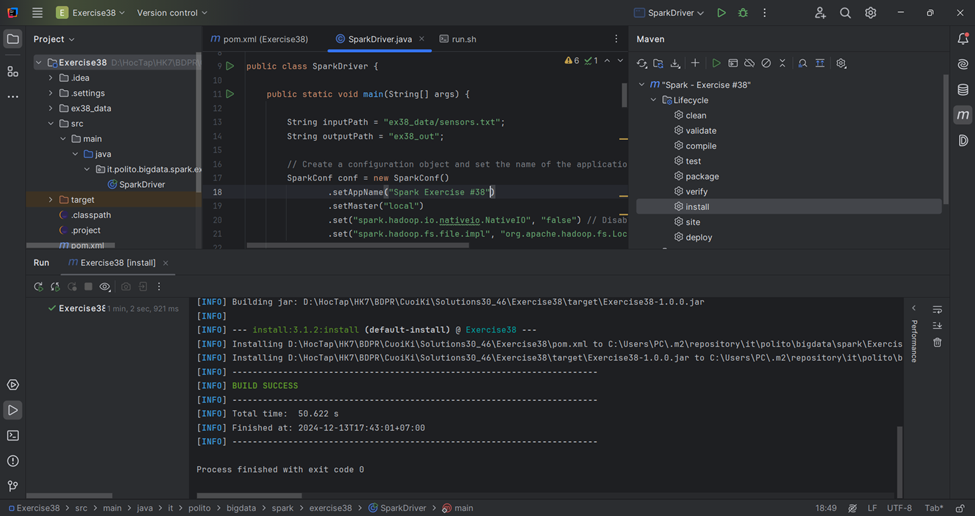 E Exercise38 Version control SparkDriver
Project
Exercise38 D:\HocTap\HK7\BDPR
.idea
.settings
ex38_data
src
main
java
it.polito.bigdata.spark.ex
SparkDriver
target
.classpath
.project
pom.xml
m pom.xml (Exercise38) SparkDriver.java run.sh
6 1
9 public class SparkDriver {
10
11 public static void main(String[] args) {
12
13 String inputPath = "ex38_data/sensors.txt";
14 String outputPath = "ex38_out";
15
16 // Create a configuration object and set the name of the application
17 SparkConf conf = new SparkConf()
18 .setAppName("Spark Exercise #38")
19 .setMaster("local")
20 .set("spark.hadoop.io.nativeio.NativeIO", "false") // Disab
21 .set("spark.hadoop.fs.file.impl", "org.apache.hadoop.fs.Loc
Maven
m "Spark - Exercise #38"
Lifecycle
clean
validate
compile
test
package
verify
install
site
deploy
Run m Exercise38 [install]
Exercise38 1 min, 2 sec, 921 ms
[INFO] Building jar: D:\HocTap\HK7\BDPR\CuoiKi\Solutions30_46\Exercise38\target\Exercise38-1.0.0.jar
[INFO]
[INFO] --- install:3.1.2:install (default-install) @ Exercise38 ---
[INFO] Installing D:\HocTap\HK7\BDPR\CuoiKi\Solutions30_46\Exercise38\pom.xml to C:\Users\PC\.m2\repository\it\polito\bigdata\spark\Exercis
[INFO] Installing D:\HocTap\HK7\BDPR\CuoiKi\Solutions30_46\Exercise38\target\Exercise38-1.0.0.jar to C:\Users\PC\.m2\repository\it\polito\b
[INFO] ------------------------------------------------------------------------
[INFO] BUILD SUCCESS
[INFO] ------------------------------------------------------------------------
[INFO] Total time: 50.622 s
[INFO] Finished at: 2024-12-13T17:43:01+07:00
[INFO] ------------------------------------------------------------------------
Process finished with exit code 0
Performance
Exercise38 > src > main > java > it > polito > bigdata > spark > exercise38 > SparkDriver > main 18:49 LF UTF-8 Tab*